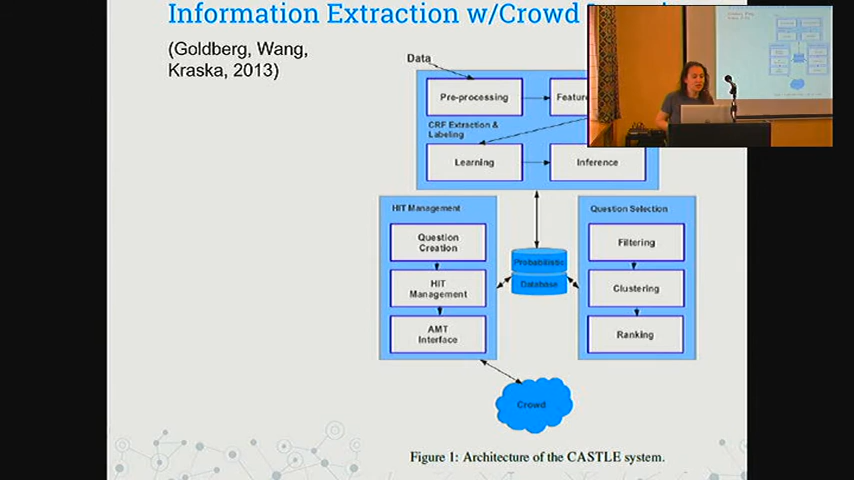 Information Extraction w/Crowd
(Goldberg, Wang,
Kraska, 2013)
Data
Pre-processing
Feature
CRF Extraction &
Labeling
Learning
Inference
HIT Management
Question
Creation
HIT
Management
AMT
Interface
Probabilistic
Database
Question Selection
Filtering
Clustering
Ranking
Crowd
Figure 1: Architecture of the CASTLE system.